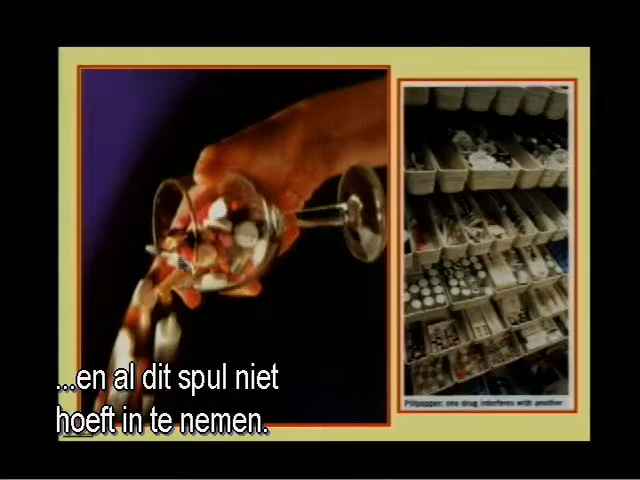 Pillpopper: one drug interferes with another
...en al dit spul niet
hoeft in te nemen.